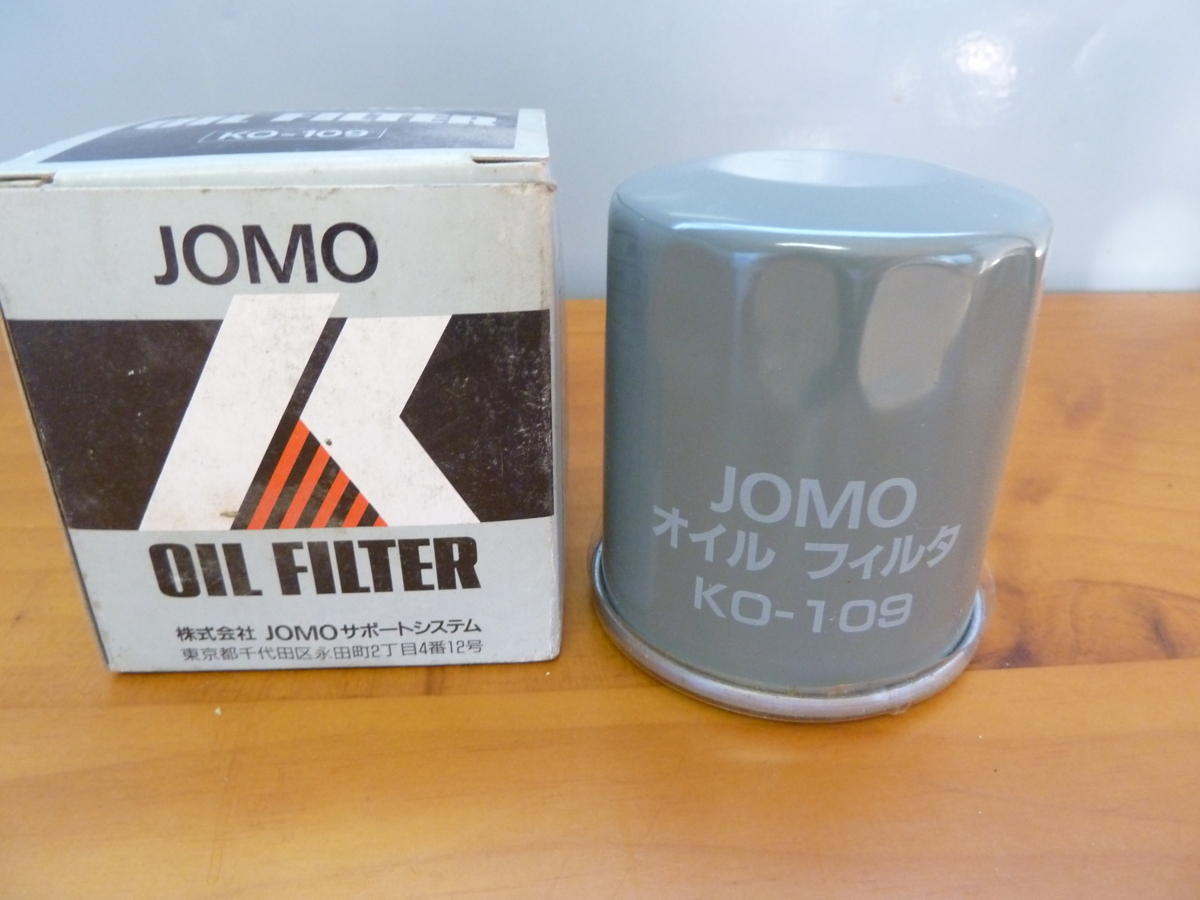 OIL FILTER
KO-109
JOMO
OIL FILTER
株式会社 JOMOサポートシステム
東京都千代田区永田町2丁目4番12号
JOMO
オイル フィルタ
KO-109